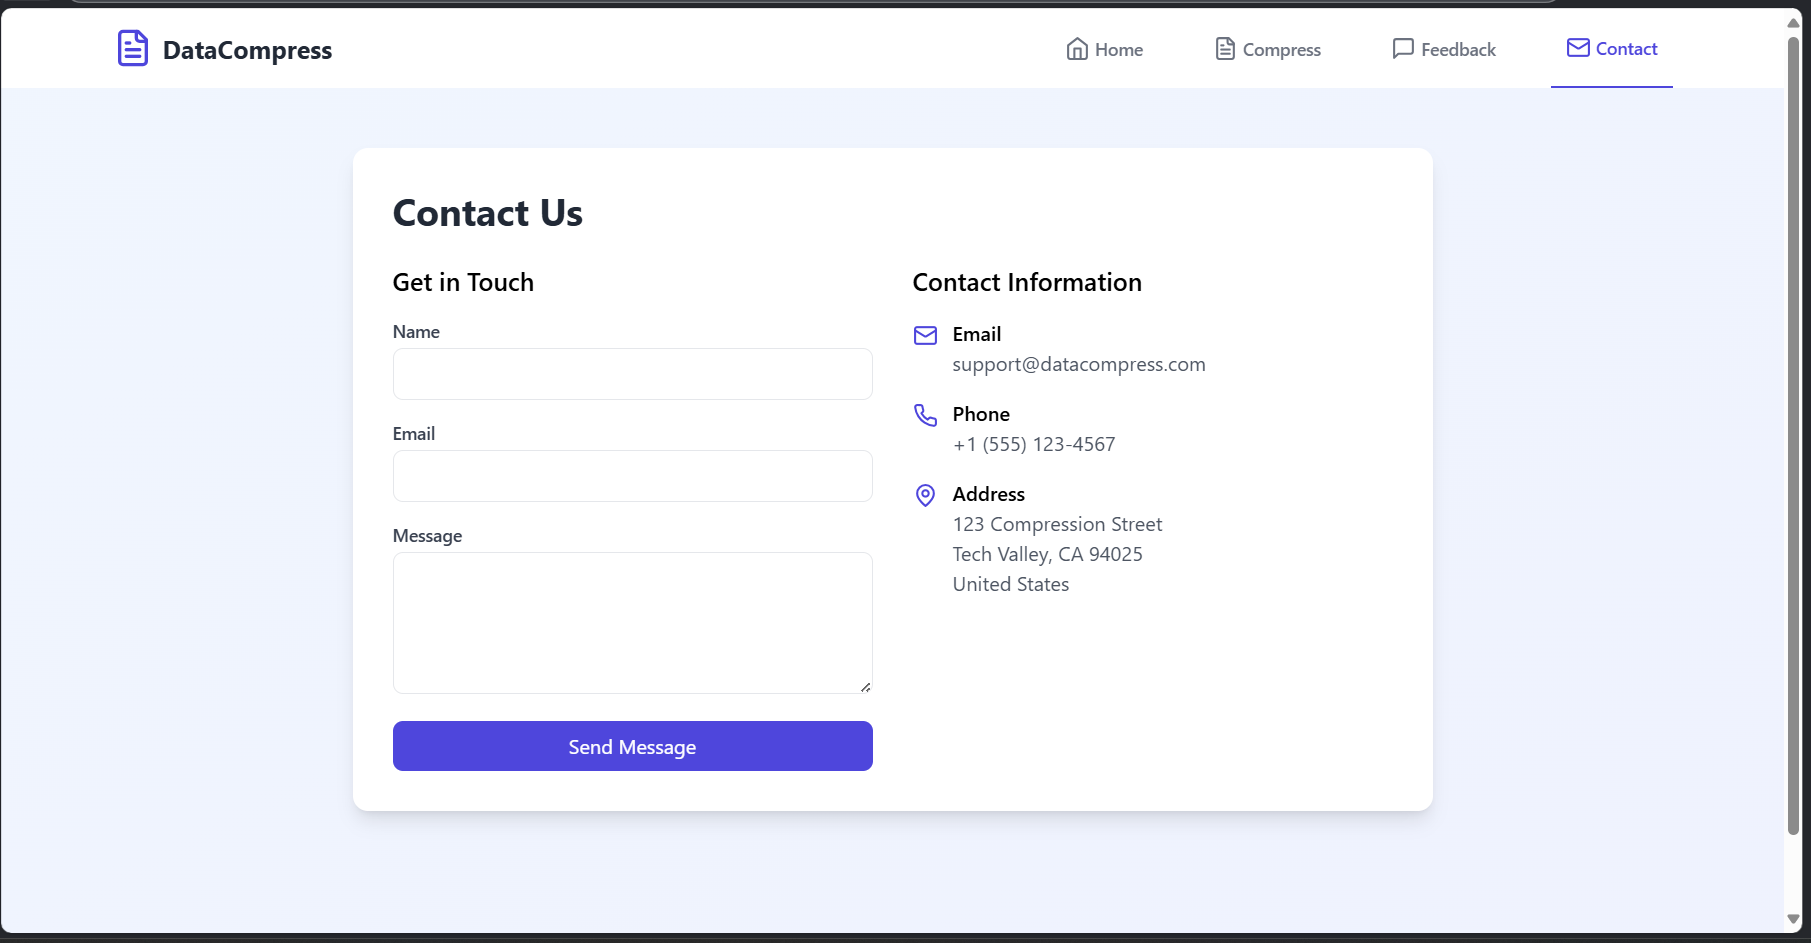 DataCompress
Home
Compress
Feedback
Contact
Contact Us
Get in Touch
Name
Email
Message
Send Message
Contact Information
Email
support@datacompress.com
Phone
+1 (555) 123-4567
Address
123 Compression Street
Tech Valley, CA 94025
United States